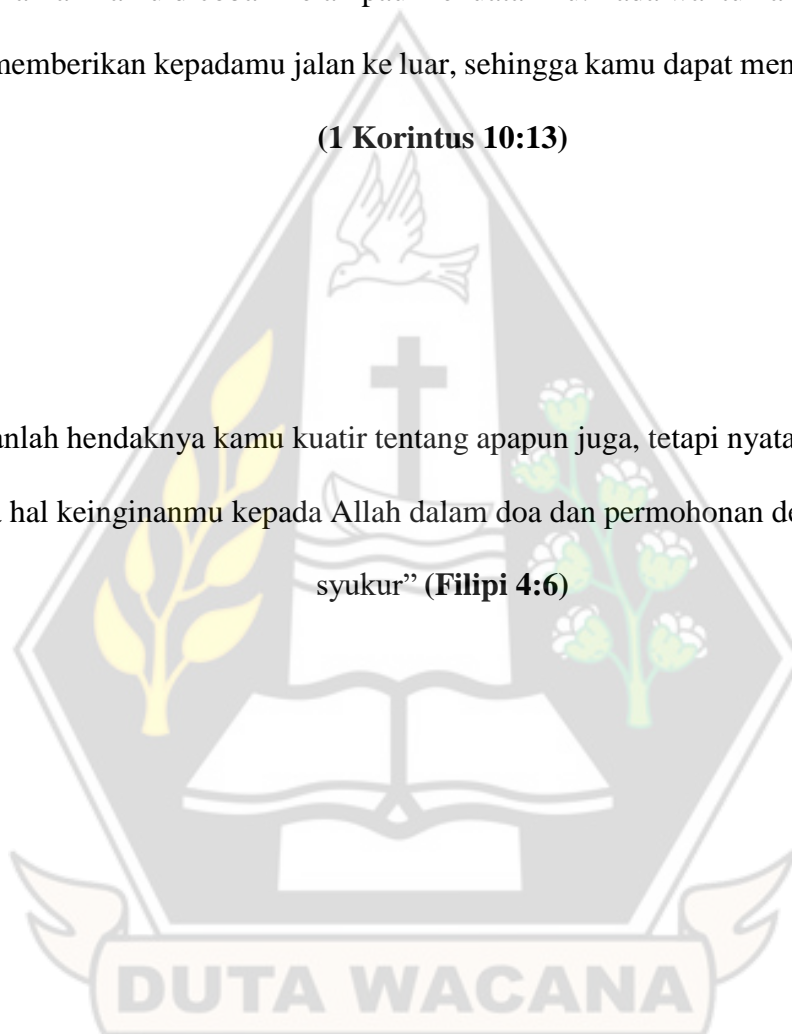 memberikan kepadamu jalan ke luar, sehingga kamu dapat men
(1 Korintus 10:13)
anlah hendaknya kamu kuatir tentang apapun juga, tetapi nyata
hal keinginanmu kepada Allah dalam doa dan permohonan de
syukur” (Filipi 4:6)
DUTA WACANA